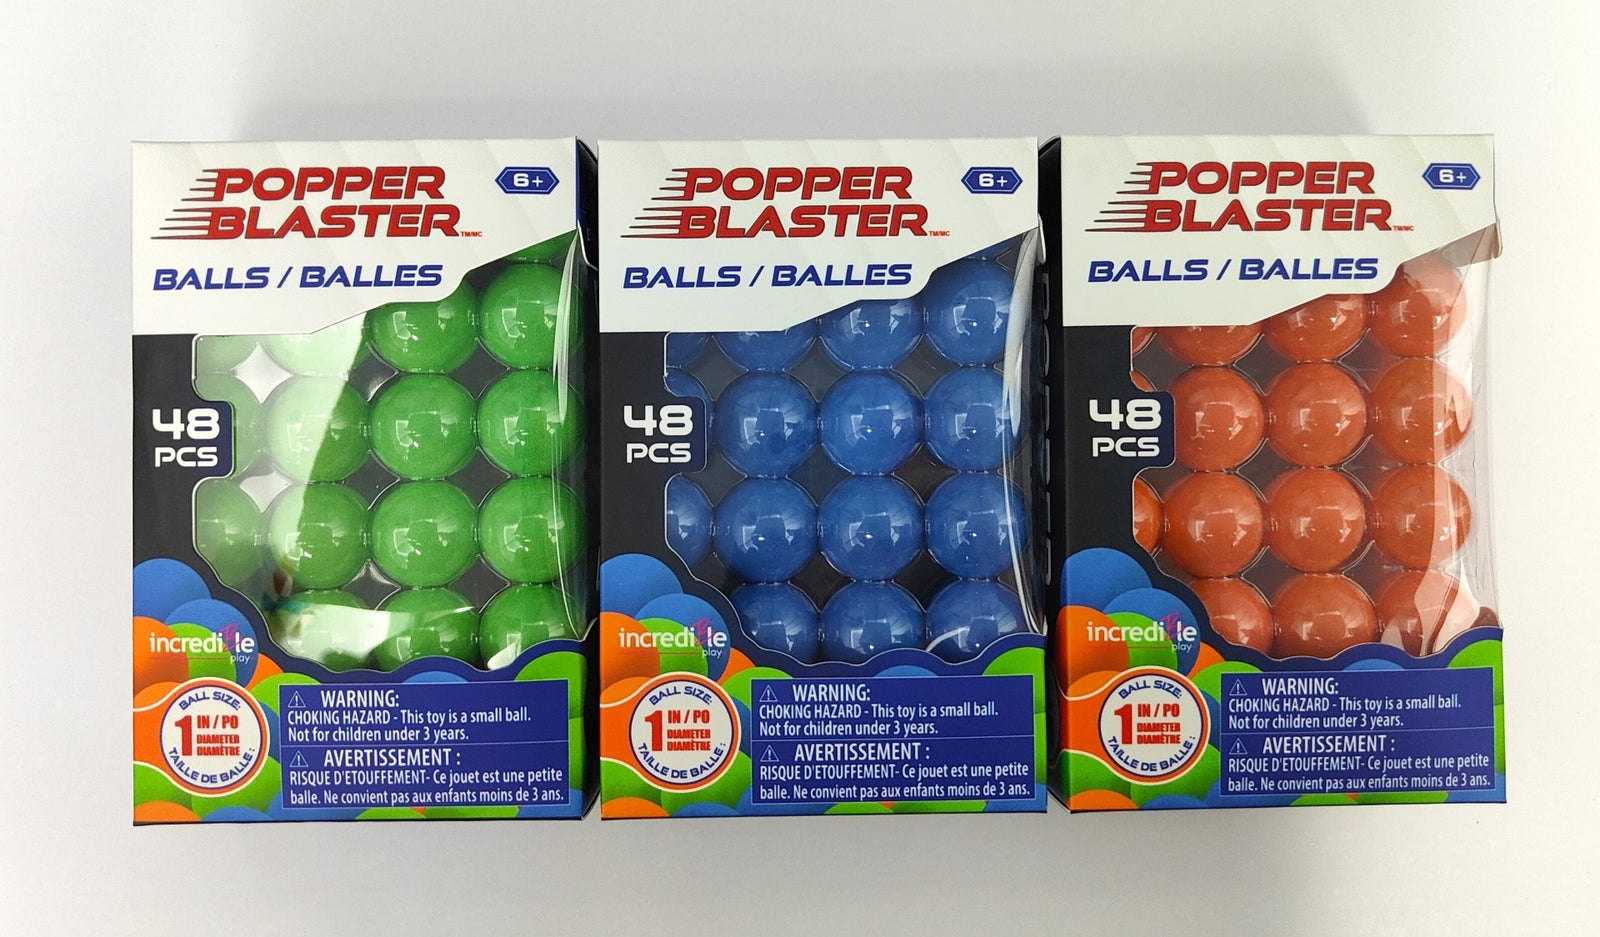 POPPER
BLASTER TM/MC
6+
BALLS / BALLES
48
PCS
incredible
play
BALL SIZE:
1 IN / PO
DIAMETER
DIAMÈTRE
TAILLE DE BALLE :
WARNING:
CHOKING HAZARD - This toy is a small ball.
Not for children under 3 years.
AVERTISSEMENT :
RISQUE D'ETOUFFEMENT- Ce jouet est une petite
balle. Ne convient pas aux enfants moins de 3 ans.
POPPER
BLASTER TM/MC
6+
BALLS / BALLES
48
PCS
incredible
play
BALL SIZE:
1 IN / PO
DIAMETER
DIAMÈTRE
TAILLE DE BALLE :
WARNING:
CHOKING HAZARD - This toy is a small ball.
Not for children under 3 years.
AVERTISSEMENT :
RISQUE D'ETOUFFEMENT- Ce jouet est une petite
balle. Ne convient pas aux enfants moins de 3 ans.
POPPER
BLASTER TM/MC
6+
BALLS / BALLES
48
PCS
incredible
play
BALL SIZE:
1 IN / PO
DIAMETER
DIAMÈTRE
TAILLE DE BALLE :
WARNING:
CHOKING HAZARD - This toy is a small ball.
Not for children under 3 years.
AVERTISSEMENT :
RISQUE D'ETOUFFEMENT- Ce jouet est une petite
balle. Ne convient pas aux enfants moins de 3 ans.